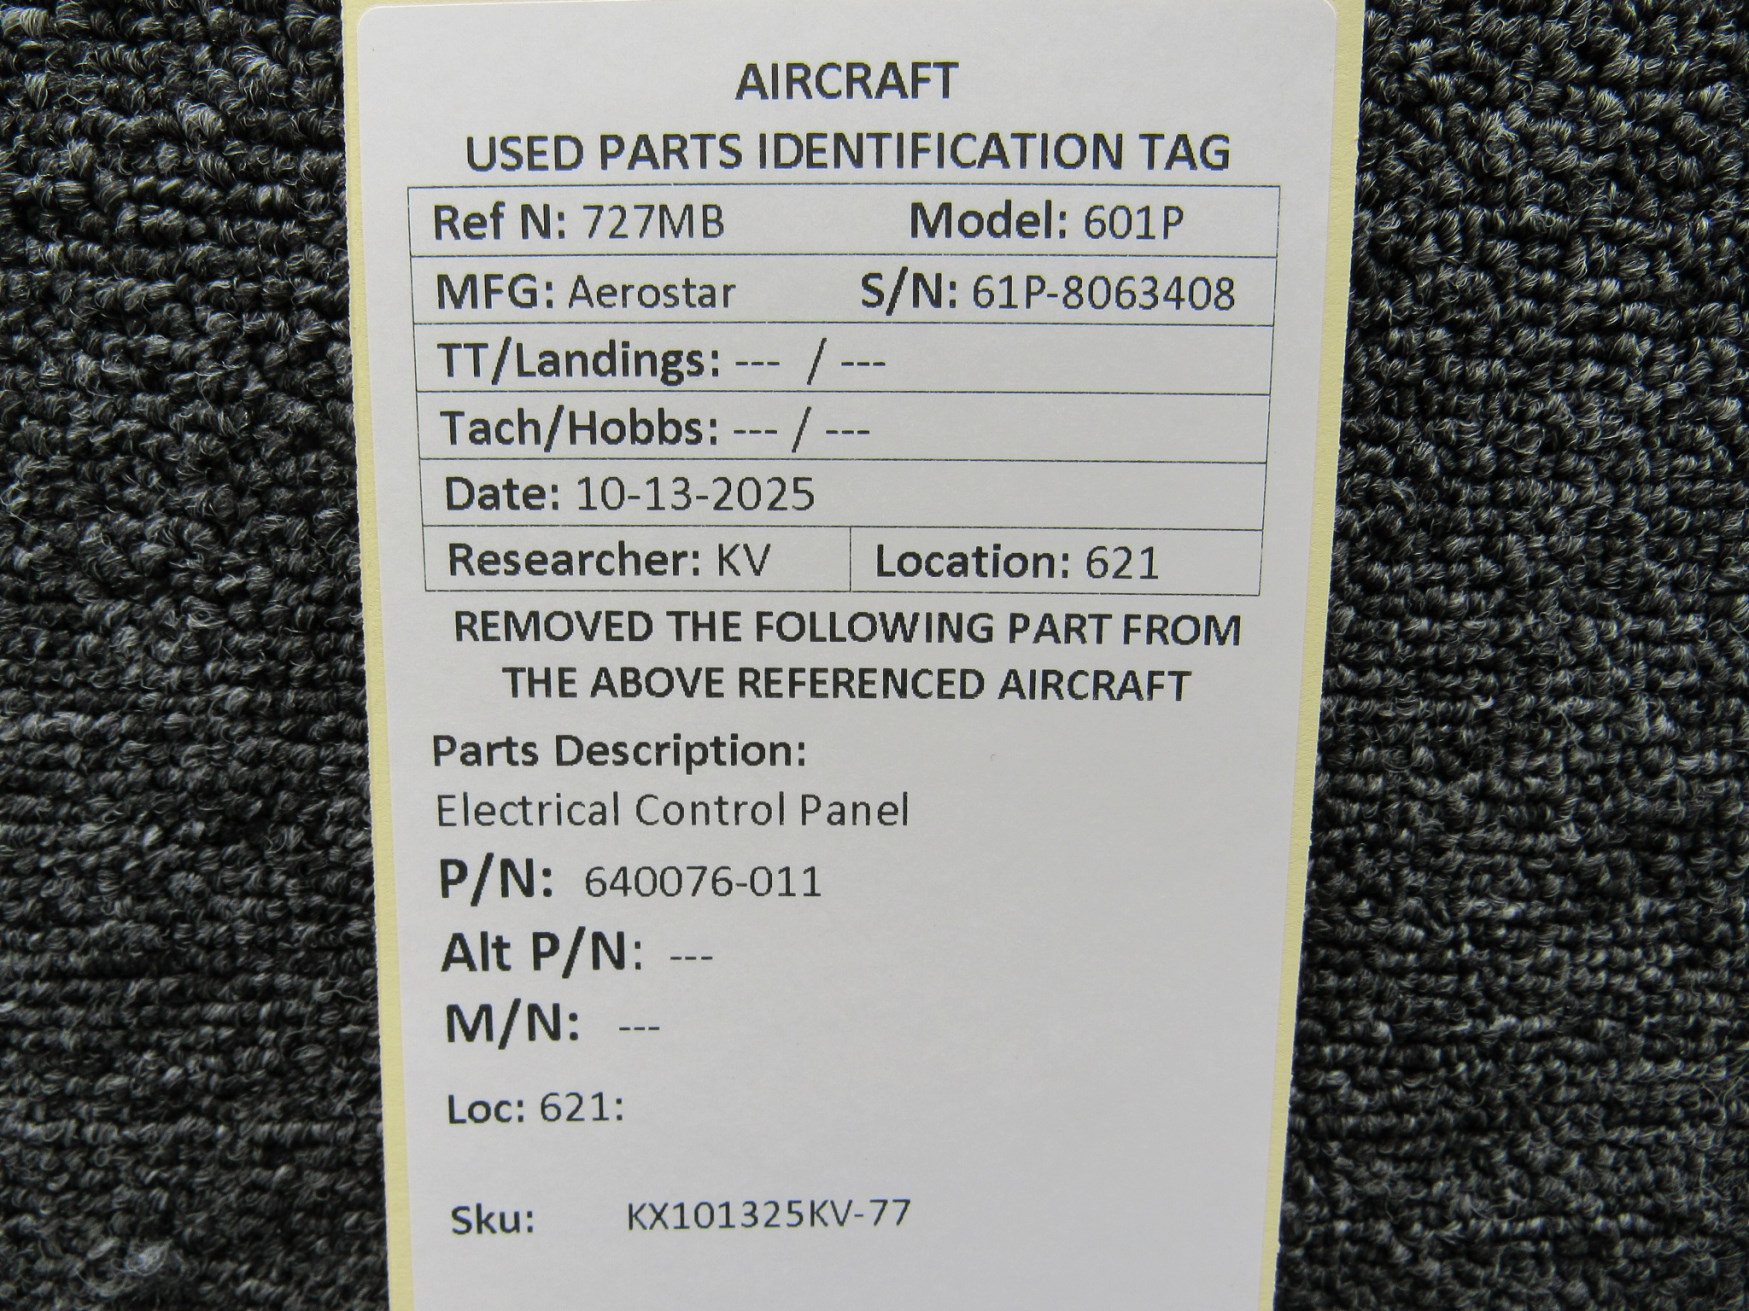 AIRCRAFT
USED PARTS IDENTIFICATION TAG
Ref N: 727MB Model: 601P
MFG: Aerostar S/N: 61P-8063408
TT/Landings: --- / ---
Tach/Hobbs: --- / ---
Date: 10-13-2025
Researcher: KV Location: 621
REMOVED THE FOLLOWING PART FROM
THE ABOVE REFERENCED AIRCRAFT
Parts Description:
Electrical Control Panel
P/N: 640076-011
Alt P/N: ---
M/N: ---
Loc: 621:
Sku: KX101325KV-77